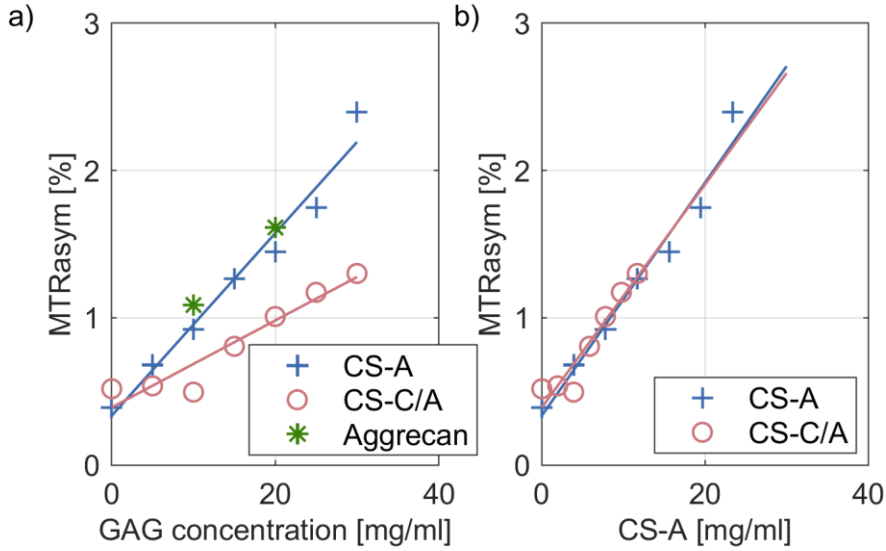 a)
3
2
1
0
MTRasym [%]
CS-A
CS-C/A
Aggrecan
0 20 40
GAG concentration [mg/ml]
b)
3
2
1
0
MTRasym [%]
CS-A
CS-C/A
0 20 40
CS-A [mg/ml]